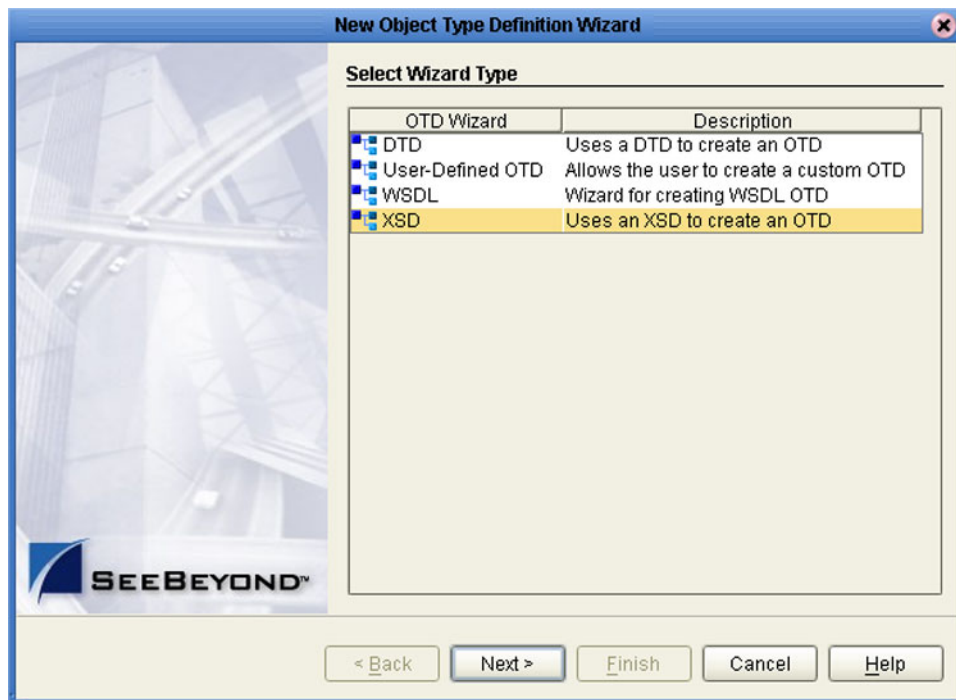 New Object Type Definition Wizard
Select Wizard Type
OTD Wizard Description
DTD Uses a DTD to create an OTD
User-Defined OTD Allows the user to create a custom OTD
WSDL Wizard for creating WSDL OTD
XSD Uses an XSD to create an OTD
SEEBEYOND™
< Back Next > Finish Cancel Help